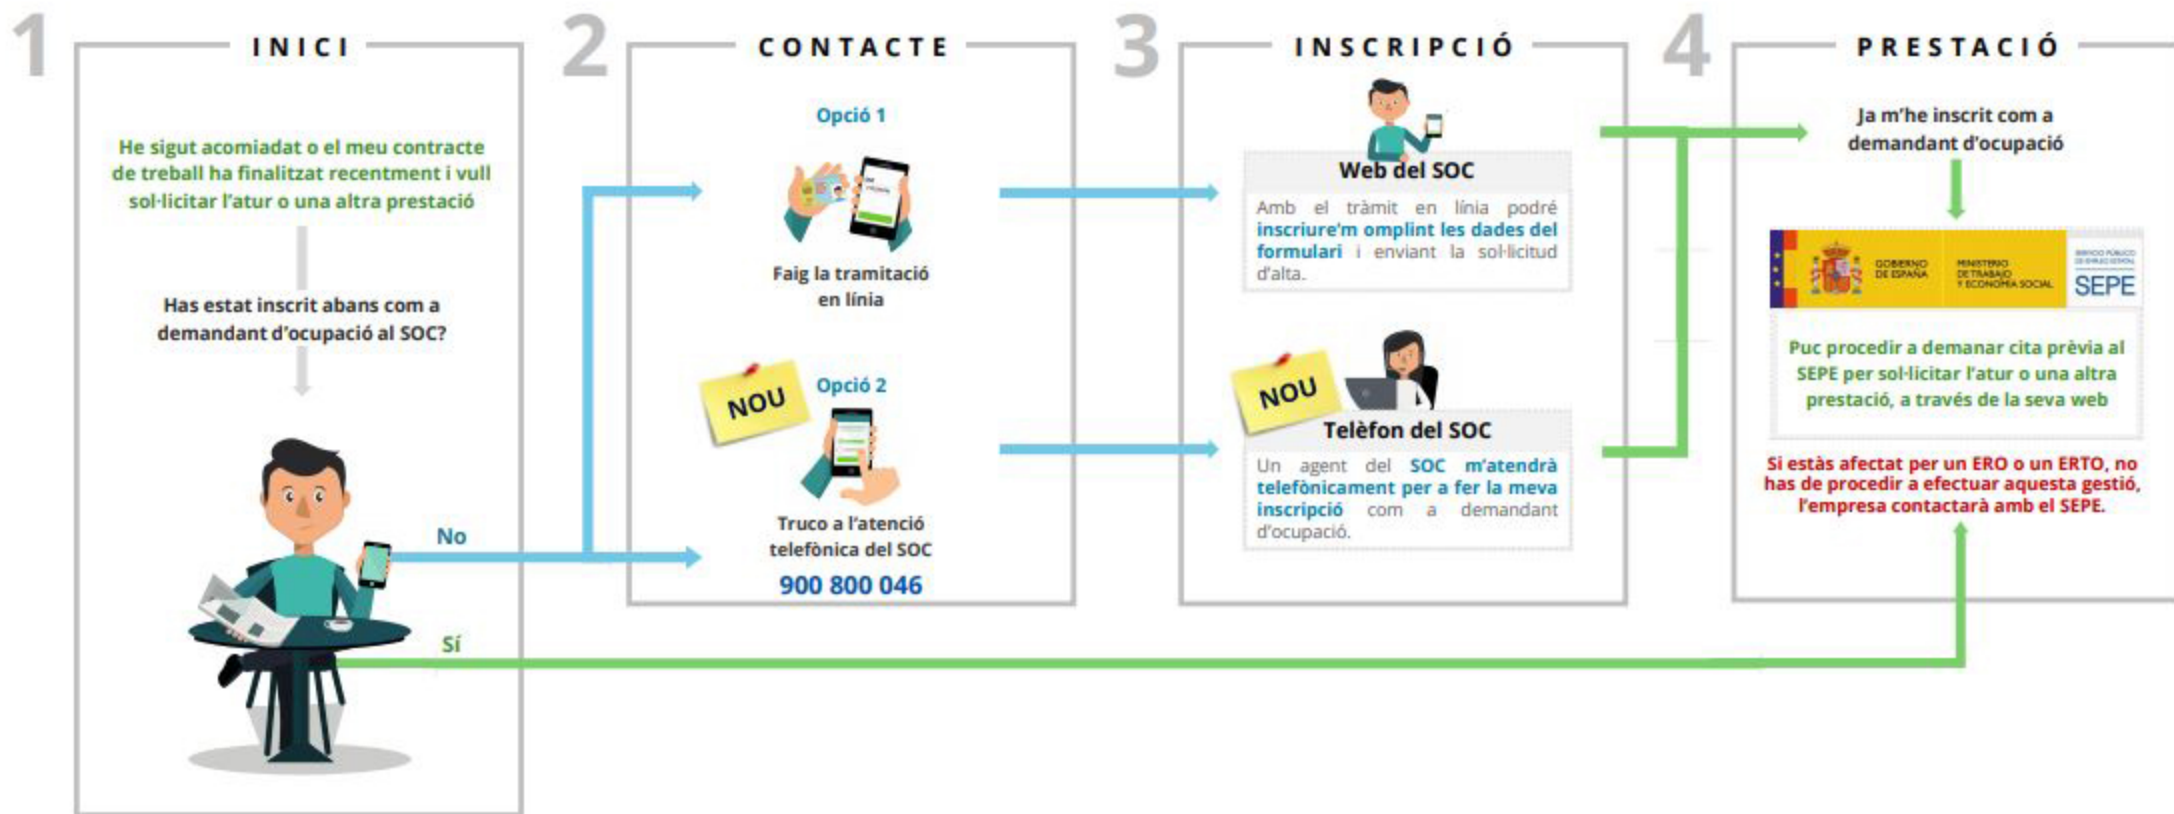 1
INICI
He sigut acomiadat o el meu contracte
de treball ha finalitzat recentment i vull
sol·licitar l'atur o una altra prestació
Has estat inscrit abans com a
demandant d'ocupació al SOC?
No
Sí
2
CONTACTE
Opció 1
Faig la tramitació
en línia
NOU
Opció 2
Truco a l'atenció
telefònica del SOC
900 800 046
3
INSCRIPCIÓ
Web del SOC
Amb el tràmit en línia podré
inscriure'm omplint les dades del
formulari i enviant la sol·licitud
d'alta.
NOU
Telèfon del SOC
Un agent del SOC m'atendrà
telefònicament per a fer la meva
inscripció com a demandant
d'ocupació.
4
PRESTACIÓ
Ja m'he inscrit com a
demandant d'ocupació
GOBIERNO
DE ESPAÑA
MINISTERIO
DE TRABAJO
Y ECONOMÍA SOCIAL
SERVICIO PÚBLICO
DE EMPLEO ESTATAL
SEPE
Puc procedir a demanar cita prèvia al
SEPE per sol·licitar l'atur o una altra
prestació, a través de la seva web
Si estàs afectat per un ERO o un ERTO, no
has de procedir a efectuar aquesta gestió,
l'empresa contactarà amb el SEPE.